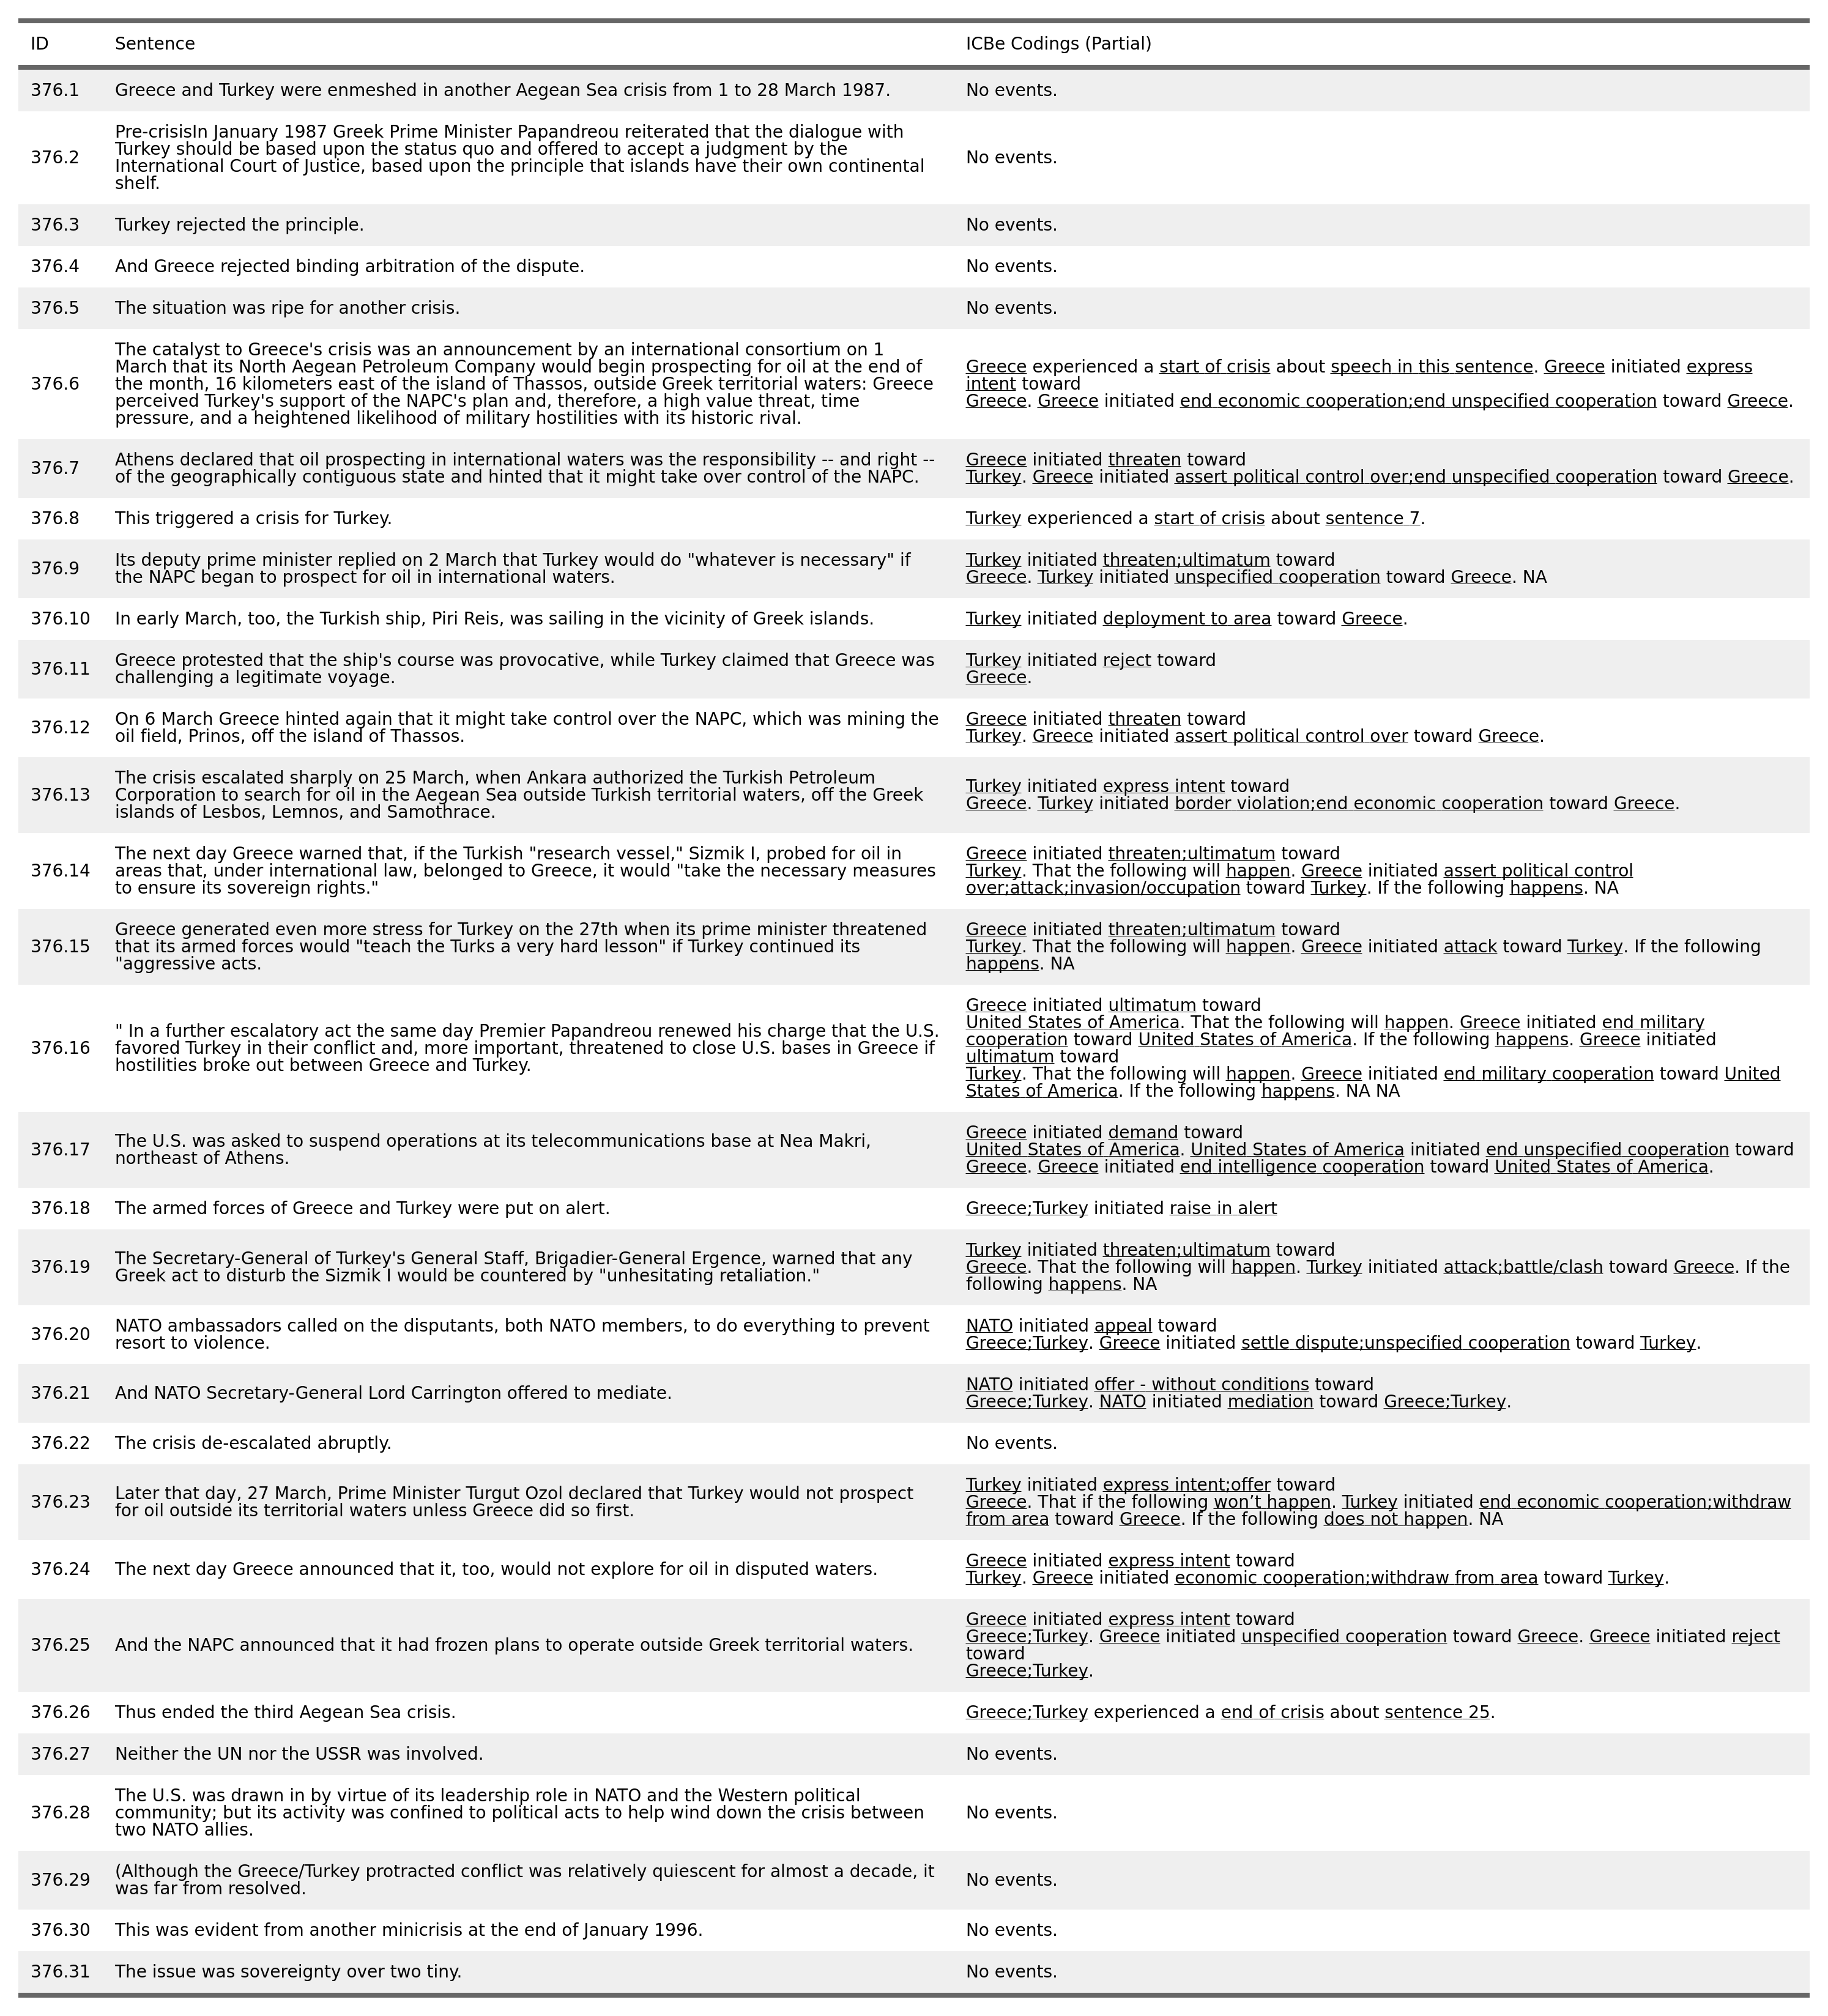 ID Sentence ICBe Codings (Partial)
376.1 Greece and Turkey were enmeshed in another Aegean Sea crisis from 1 to 28 March 1987. No events.
376.2
Pre-crisisIn January 1987 Greek Prime Minister Papandreou reiterated that the dialogue with
Turkey should be based upon the status quo and offered to accept a judgment by the
International Court of Justice, based upon the principle that islands have their own continental
shelf.
No events.
376.3 Turkey rejected the principle. No events.
376.4 And Greece rejected binding arbitration of the dispute. No events.
376.5 The situation was ripe for another crisis. No events.
376.6
The catalyst to Greece's crisis was an announcement by an international consortium on 1
March that its North Aegean Petroleum Company would begin prospecting for oil at the end of
the month, 16 kilometers east of the island of Thassos, outside Greek territorial waters: Greece
perceived Turkey's support of the NAPC's plan and, therefore, a high value threat, time
pressure, and a heightened likelihood of military hostilities with its historic rival.
Greece experienced a start of crisis about speech in this sentence. Greece initiated express
intent toward
Greece. Greece initiated end economic cooperation;end unspecified cooperation toward Greece.
376.7
Athens declared that oil prospecting in international waters was the responsibility -- and right --
of the geographically contiguous state and hinted that it might take over control of the NAPC.
Greece initiated threaten toward
Turkey. Greece initiated assert political control over;end unspecified cooperation toward Greece.
376.8 This triggered a crisis for Turkey. Turkey experienced a start of crisis about sentence 7.
376.9
Its deputy prime minister replied on 2 March that Turkey would do "whatever is necessary" if
the NAPC began to prospect for oil in international waters.
Turkey initiated threaten;ultimatum toward
Greece. Turkey initiated unspecified cooperation toward Greece. NA
376.10 In early March, too, the Turkish ship, Piri Reis, was sailing in the vicinity of Greek islands. Turkey initiated deployment to area toward Greece.
376.11
Greece protested that the ship's course was provocative, while Turkey claimed that Greece was
challenging a legitimate voyage.
Turkey initiated reject toward
Greece.
376.12
On 6 March Greece hinted again that it might take control over the NAPC, which was mining the
oil field, Prinos, off the island of Thassos.
Greece initiated threaten toward
Turkey. Greece initiated assert political control over toward Greece.
376.13
The crisis escalated sharply on 25 March, when Ankara authorized the Turkish Petroleum
Corporation to search for oil in the Aegean Sea outside Turkish territorial waters, off the Greek
islands of Lesbos, Lemnos, and Samothrace.
Turkey initiated express intent toward
Greece. Turkey initiated border violation;end economic cooperation toward Greece.
376.14
The next day Greece warned that, if the Turkish "research vessel," Sizmik I, probed for oil in
areas that, under international law, belonged to Greece, it would "take the necessary measures
to ensure its sovereign rights."
Greece initiated threaten;ultimatum toward
Turkey. That the following will happen. Greece initiated assert political control
over;attack;invasion/occupation toward Turkey. If the following happens. NA
376.15
Greece generated even more stress for Turkey on the 27th when its prime minister threatened
that its armed forces would "teach the Turks a very hard lesson" if Turkey continued its
"aggressive acts.
Greece initiated threaten;ultimatum toward
Turkey. That the following will happen. Greece initiated attack toward Turkey. If the following
happens. NA
376.16
" In a further escalatory act the same day Premier Papandreou renewed his charge that the U.S.
favored Turkey in their conflict and, more important, threatened to close U.S. bases in Greece if
hostilities broke out between Greece and Turkey.
Greece initiated ultimatum toward
United States of America. That the following will happen. Greece initiated end military
cooperation toward United States of America. If the following happens. Greece initiated
ultimatum toward
Turkey. That the following will happen. Greece initiated end military cooperation toward United
States of America. If the following happens. NA NA
376.17
The U.S. was asked to suspend operations at its telecommunications base at Nea Makri,
northeast of Athens.
Greece initiated demand toward
United States of America. United States of America initiated end unspecified cooperation toward
Greece. Greece initiated end intelligence cooperation toward United States of America.
376.18 The armed forces of Greece and Turkey were put on alert. Greece;Turkey initiated raise in alert
376.19
The Secretary-General of Turkey's General Staff, Brigadier-General Ergence, warned that any
Greek act to disturb the Sizmik I would be countered by "unhesitating retaliation."
Turkey initiated threaten;ultimatum toward
Greece. That the following will happen. Turkey initiated attack;battle/clash toward Greece. If the
following happens. NA
376.20
NATO ambassadors called on the disputants, both NATO members, to do everything to prevent
resort to violence.
NATO initiated appeal toward
Greece;Turkey. Greece initiated settle dispute;unspecified cooperation toward Turkey.
376.21 And NATO Secretary-General Lord Carrington offered to mediate.
NATO initiated offer - without conditions toward
Greece;Turkey. NATO initiated mediation toward Greece;Turkey.
376.22 The crisis de-escalated abruptly. No events.
376.23
Later that day, 27 March, Prime Minister Turgut Ozol declared that Turkey would not prospect
for oil outside its territorial waters unless Greece did so first.
Turkey initiated express intent;offer toward
Greece. That if the following won’t happen. Turkey initiated end economic cooperation;withdraw
from area toward Greece. If the following does not happen. NA
376.24 The next day Greece announced that it, too, would not explore for oil in disputed waters.
Greece initiated express intent toward
Turkey. Greece initiated economic cooperation;withdraw from area toward Turkey.
376.25 And the NAPC announced that it had frozen plans to operate outside Greek territorial waters.
Greece initiated express intent toward
Greece;Turkey. Greece initiated unspecified cooperation toward Greece. Greece initiated reject
toward
Greece;Turkey.
376.26 Thus ended the third Aegean Sea crisis. Greece;Turkey experienced a end of crisis about sentence 25.
376.27 Neither the UN nor the USSR was involved. No events.
376.28
The U.S. was drawn in by virtue of its leadership role in NATO and the Western political
community; but its activity was confined to political acts to help wind down the crisis between
two NATO allies.
No events.
376.29
(Although the Greece/Turkey protracted conflict was relatively quiescent for almost a decade, it
was far from resolved.
No events.
376.30 This was evident from another minicrisis at the end of January 1996. No events.
376.31 The issue was sovereignty over two tiny. No events.